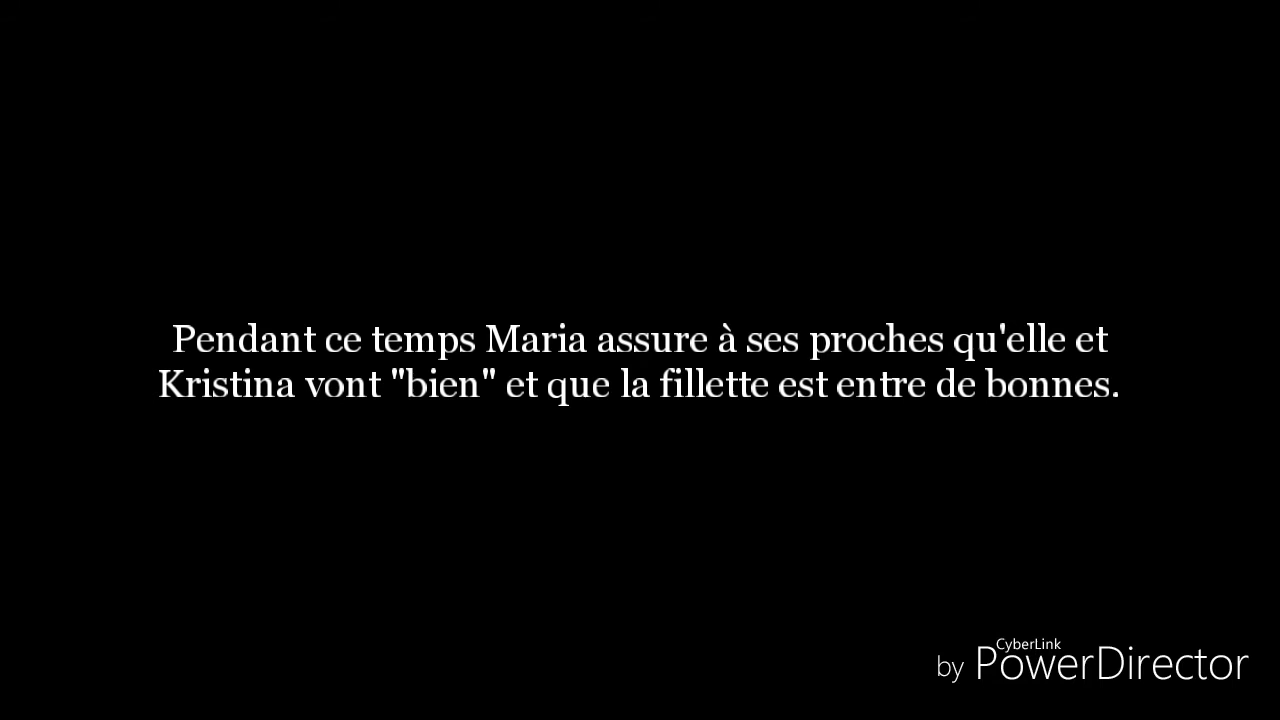 Pendant ce temps Maria assure à ses proches qu'elle et
Kristina vont "bien" et que la fillette est entre de bonnes.
CyberLink
by PowerDirector